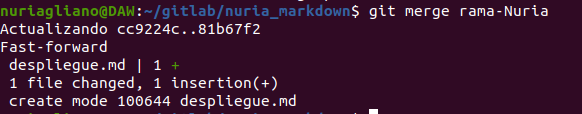 nuriagliano@DAW:~/gitlab/nuria_markdown$ git merge rama-Nuria
Actualizando cc9224c..81b67f2
Fast-forward
 despliegue.md | 1 +
 1 file changed, 1 insertion(+)
 create mode 100644 despliegue.md